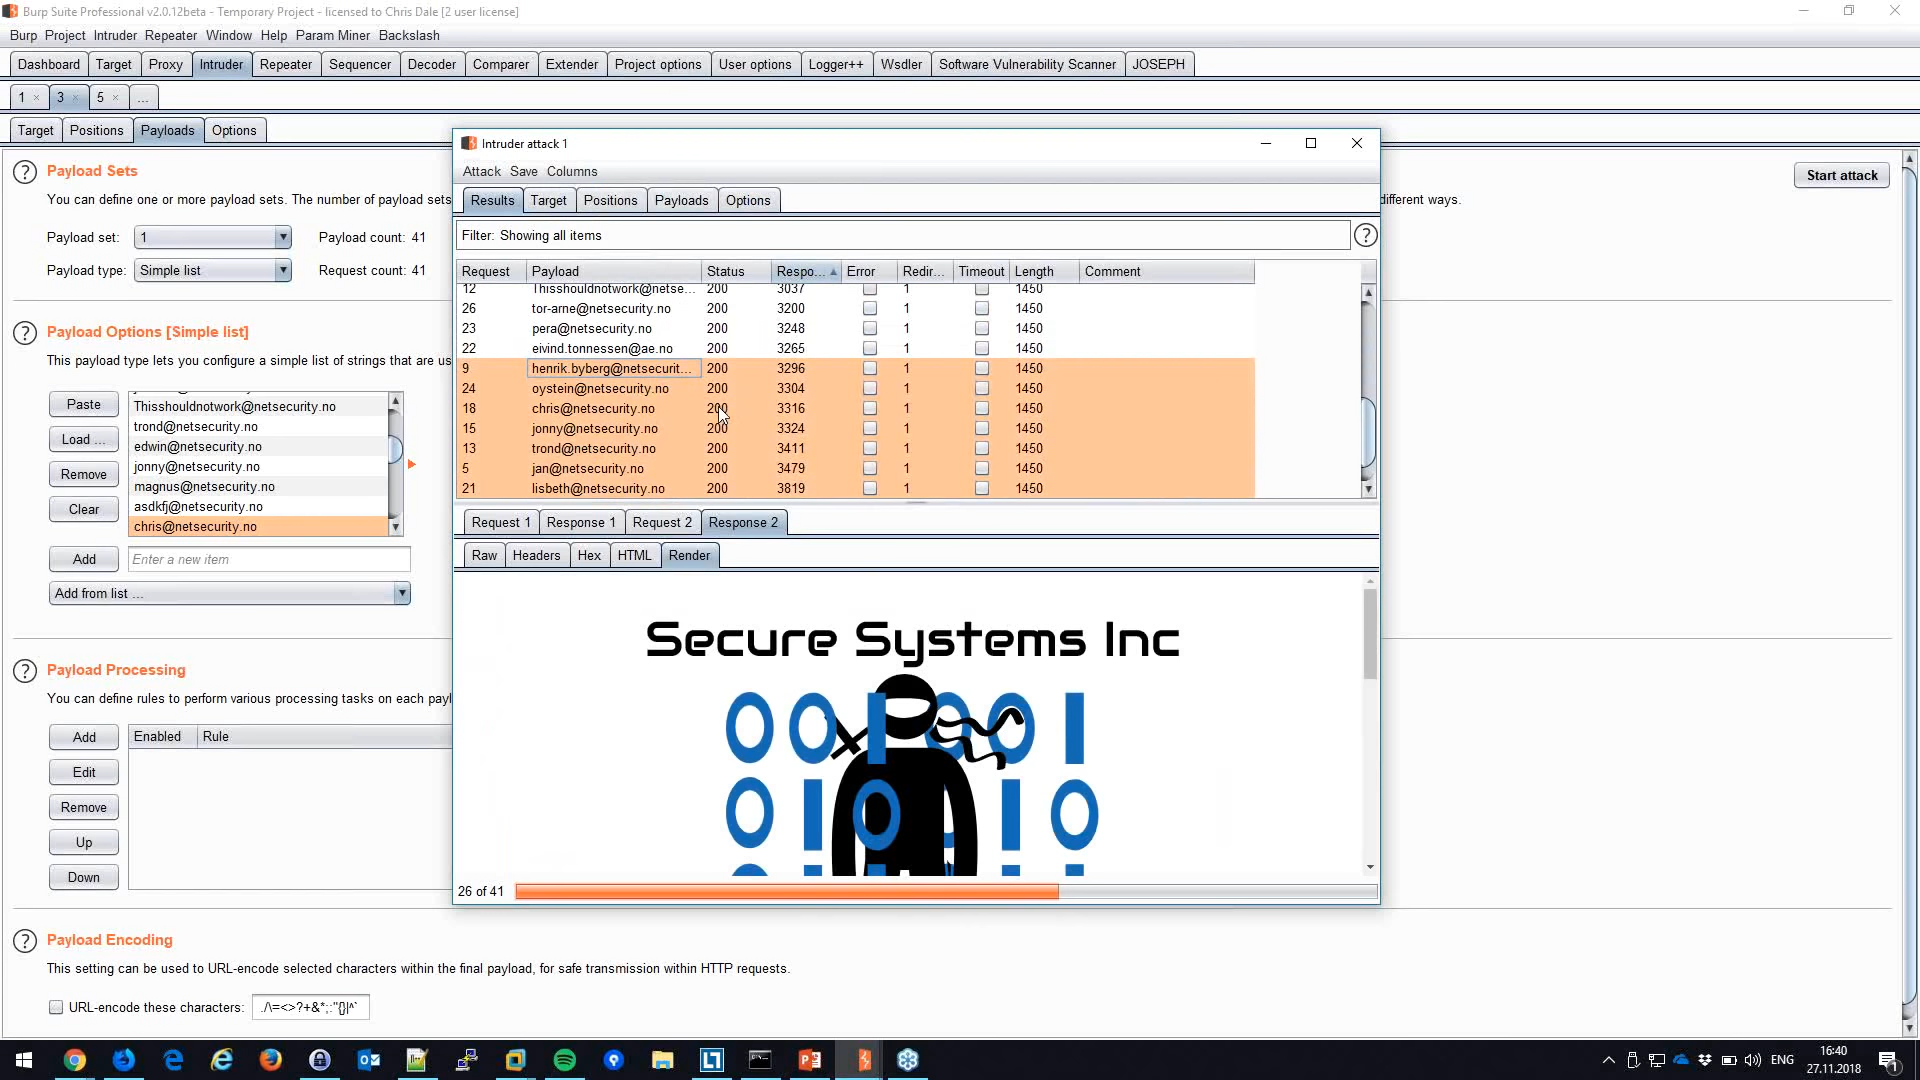 Burp Suite Professional v2.0.12beta - Temporary Project - licensed to Chris Dale [2 user license]
Burp Project Intruder Repeater Window Help Param Miner Backslash
Dashboard Target Proxy Intruder Repeater Sequencer Decoder Comparer Extender Project options User options Logger++ Wsdler Software Vulnerability Scanner JOSEPH
1 × 3 × 5 × ...
Target Positions Payloads Options
Payload Sets
You can define one or more payload sets. The number of payload sets
different ways.
Start attack
Payload set: 1 Payload count: 41
Payload type: Simple list Request count: 41
Payload Options [Simple list]
This payload type lets you configure a simple list of strings that are us
Paste
Load ...
Remove
Clear
Thisshouldnotwork@netsecurity.no
trond@netsecurity.no
edwin@netsecurity.no
jonny@netsecurity.no
magnus@netsecurity.no
asdkfj@netsecurity.no
chris@netsecurity.no
Add Enter a new item
Add from list ...
Payload Processing
You can define rules to perform various processing tasks on each payl
Add
Edit
Remove
Up
Down
Enabled Rule
Payload Encoding
This setting can be used to URL-encode selected characters within the final payload, for safe transmission within HTTP requests.
URL-encode these characters: ./\=<>?+&*;:"{}|^`
Intruder attack 1
Attack Save Columns
Results Target Positions Payloads Options
Filter: Showing all items
Request Payload Status Respo... Error Redir... Timeout Length Comment
12 Thisshouldnotwork@netse... 200 3037 1 1450
26 tor-arne@netsecurity.no 200 3200 1 1450
23 pera@netsecurity.no 200 3248 1 1450
22 eivind.tonnessen@ae.no 200 3265 1 1450
9 henrik.byberg@netsecurit... 200 3296 1 1450
24 oystein@netsecurity.no 200 3304 1 1450
18 chris@netsecurity.no 200 3316 1 1450
15 jonny@netsecurity.no 200 3324 1 1450
13 trond@netsecurity.no 200 3411 1 1450
5 jan@netsecurity.no 200 3479 1 1450
21 lisbeth@netsecurity.no 200 3819 1 1450
Request 1 Response 1 Request 2 Response 2
Raw Headers Hex HTML Render
Secure Systems Inc
26 of 41
ENG
16:40
27.11.2018